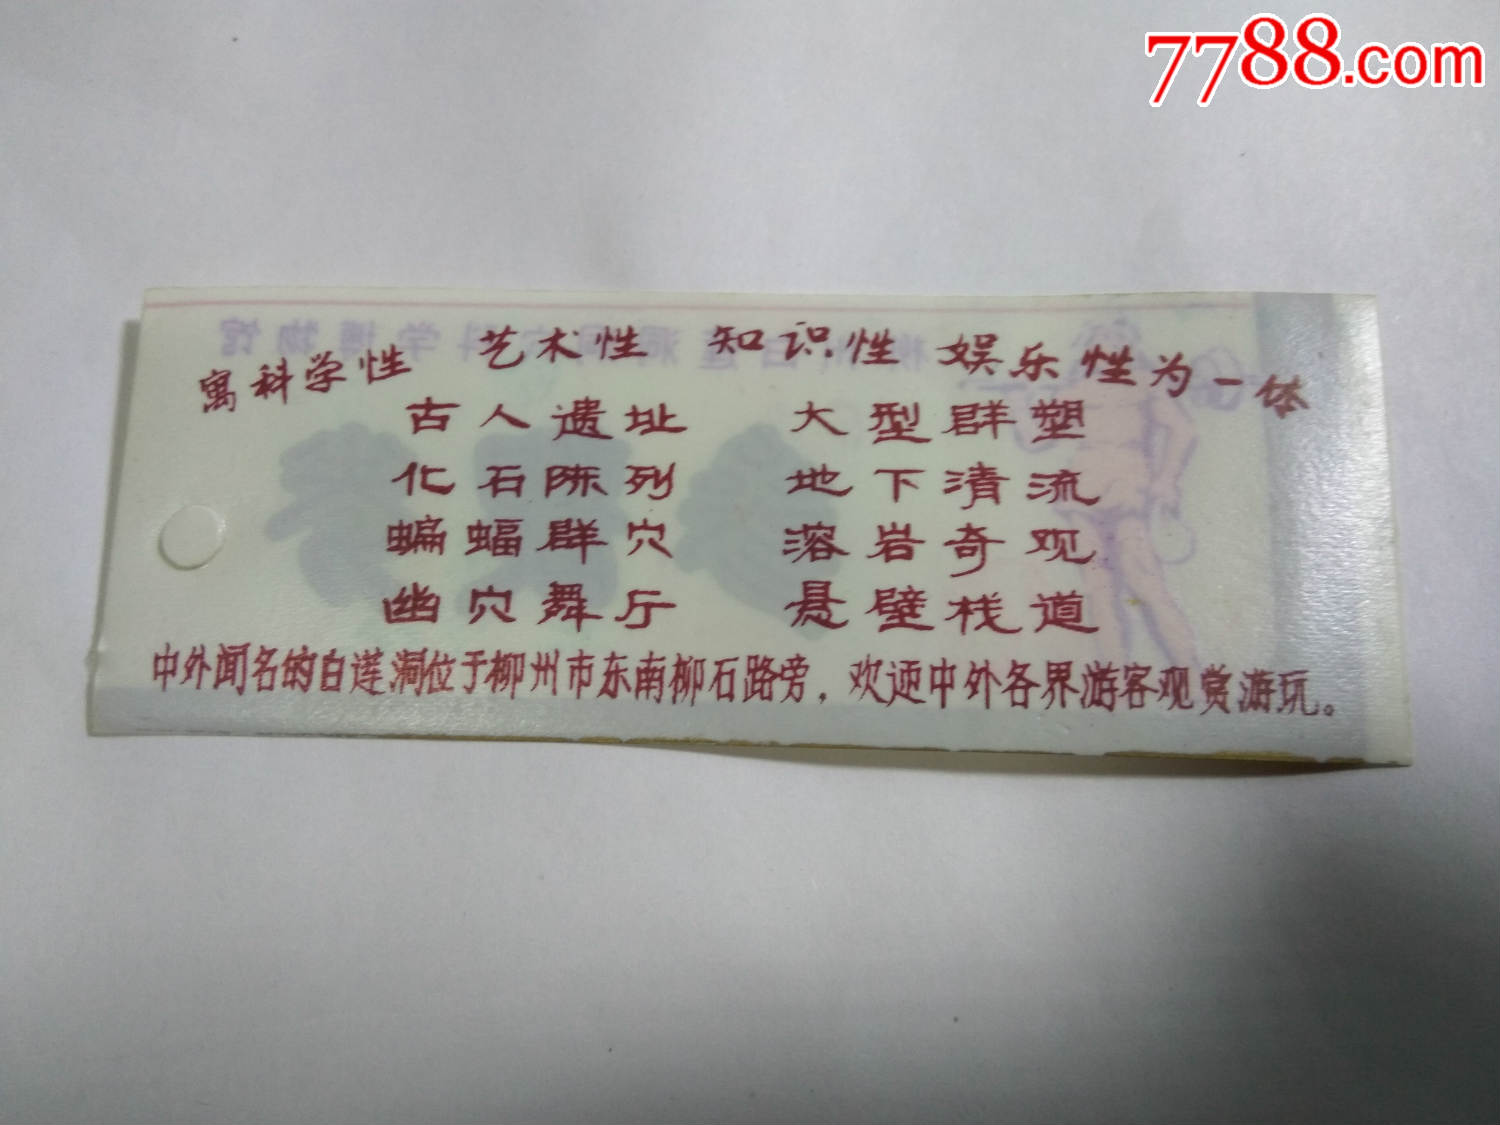 7788.com
寓科学性 艺术性 知识性 娱乐性为一体
古人遗址 大型群塑
化石陈列 地下清流
蝙蝠群穴 溶岩奇观
幽穴舞厅 悬壁栈道
中外闻名的白莲洞位于柳州市东南柳石路旁，欢迎中外各界游客观赏游玩。